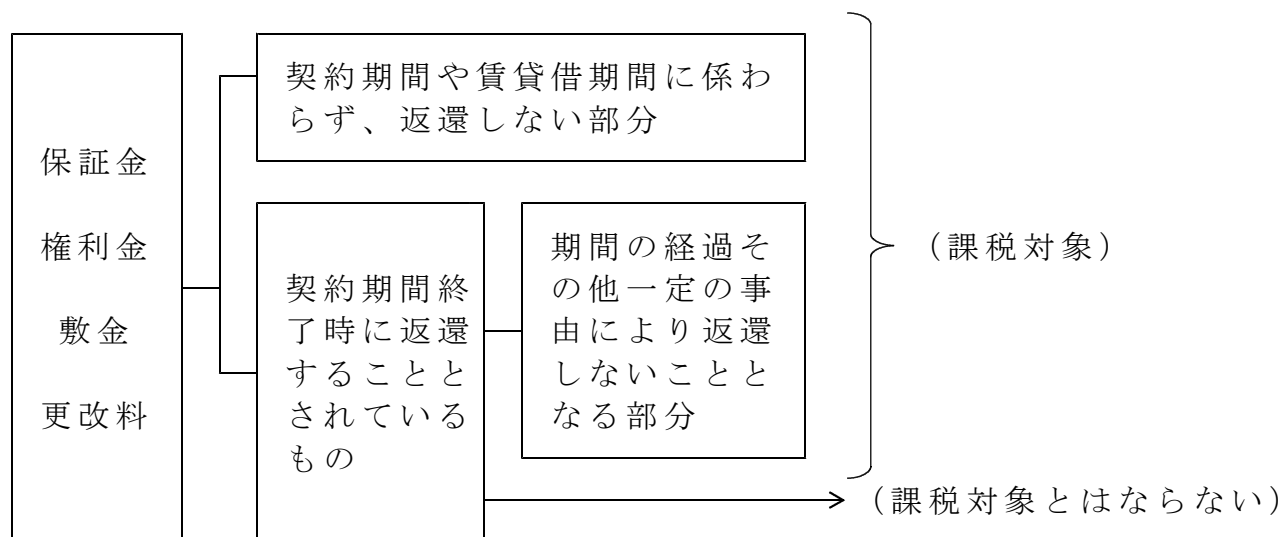 保証金
権利金
敷金
更改料
契約期間や賃貸借期間に係わ
らず、返還しない部分
契約期間終
了時に返還
することと
されている
もの
期間の経過そ
の他一定の事
由により返還
しないことと
なる部分
（課税対象）
（課税対象とはならない）